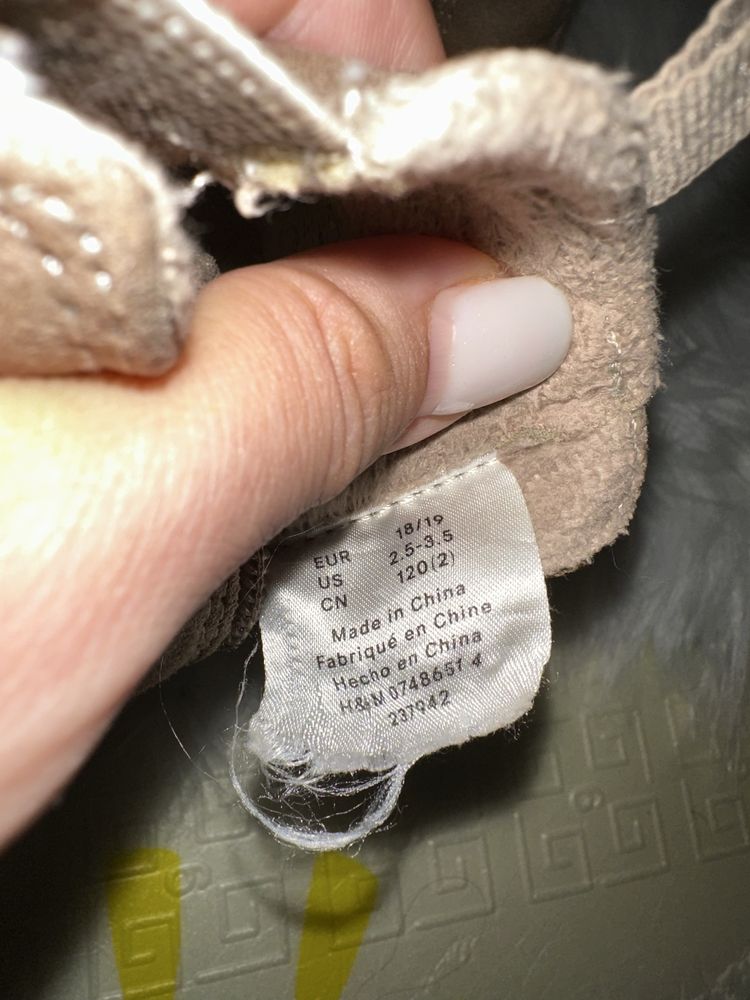 EUR 18/19
US 2.5-3.5
CN 120(2)
Made in China
Fabriqué en Chine
Hecho en China
H&M 0748651 4
237942